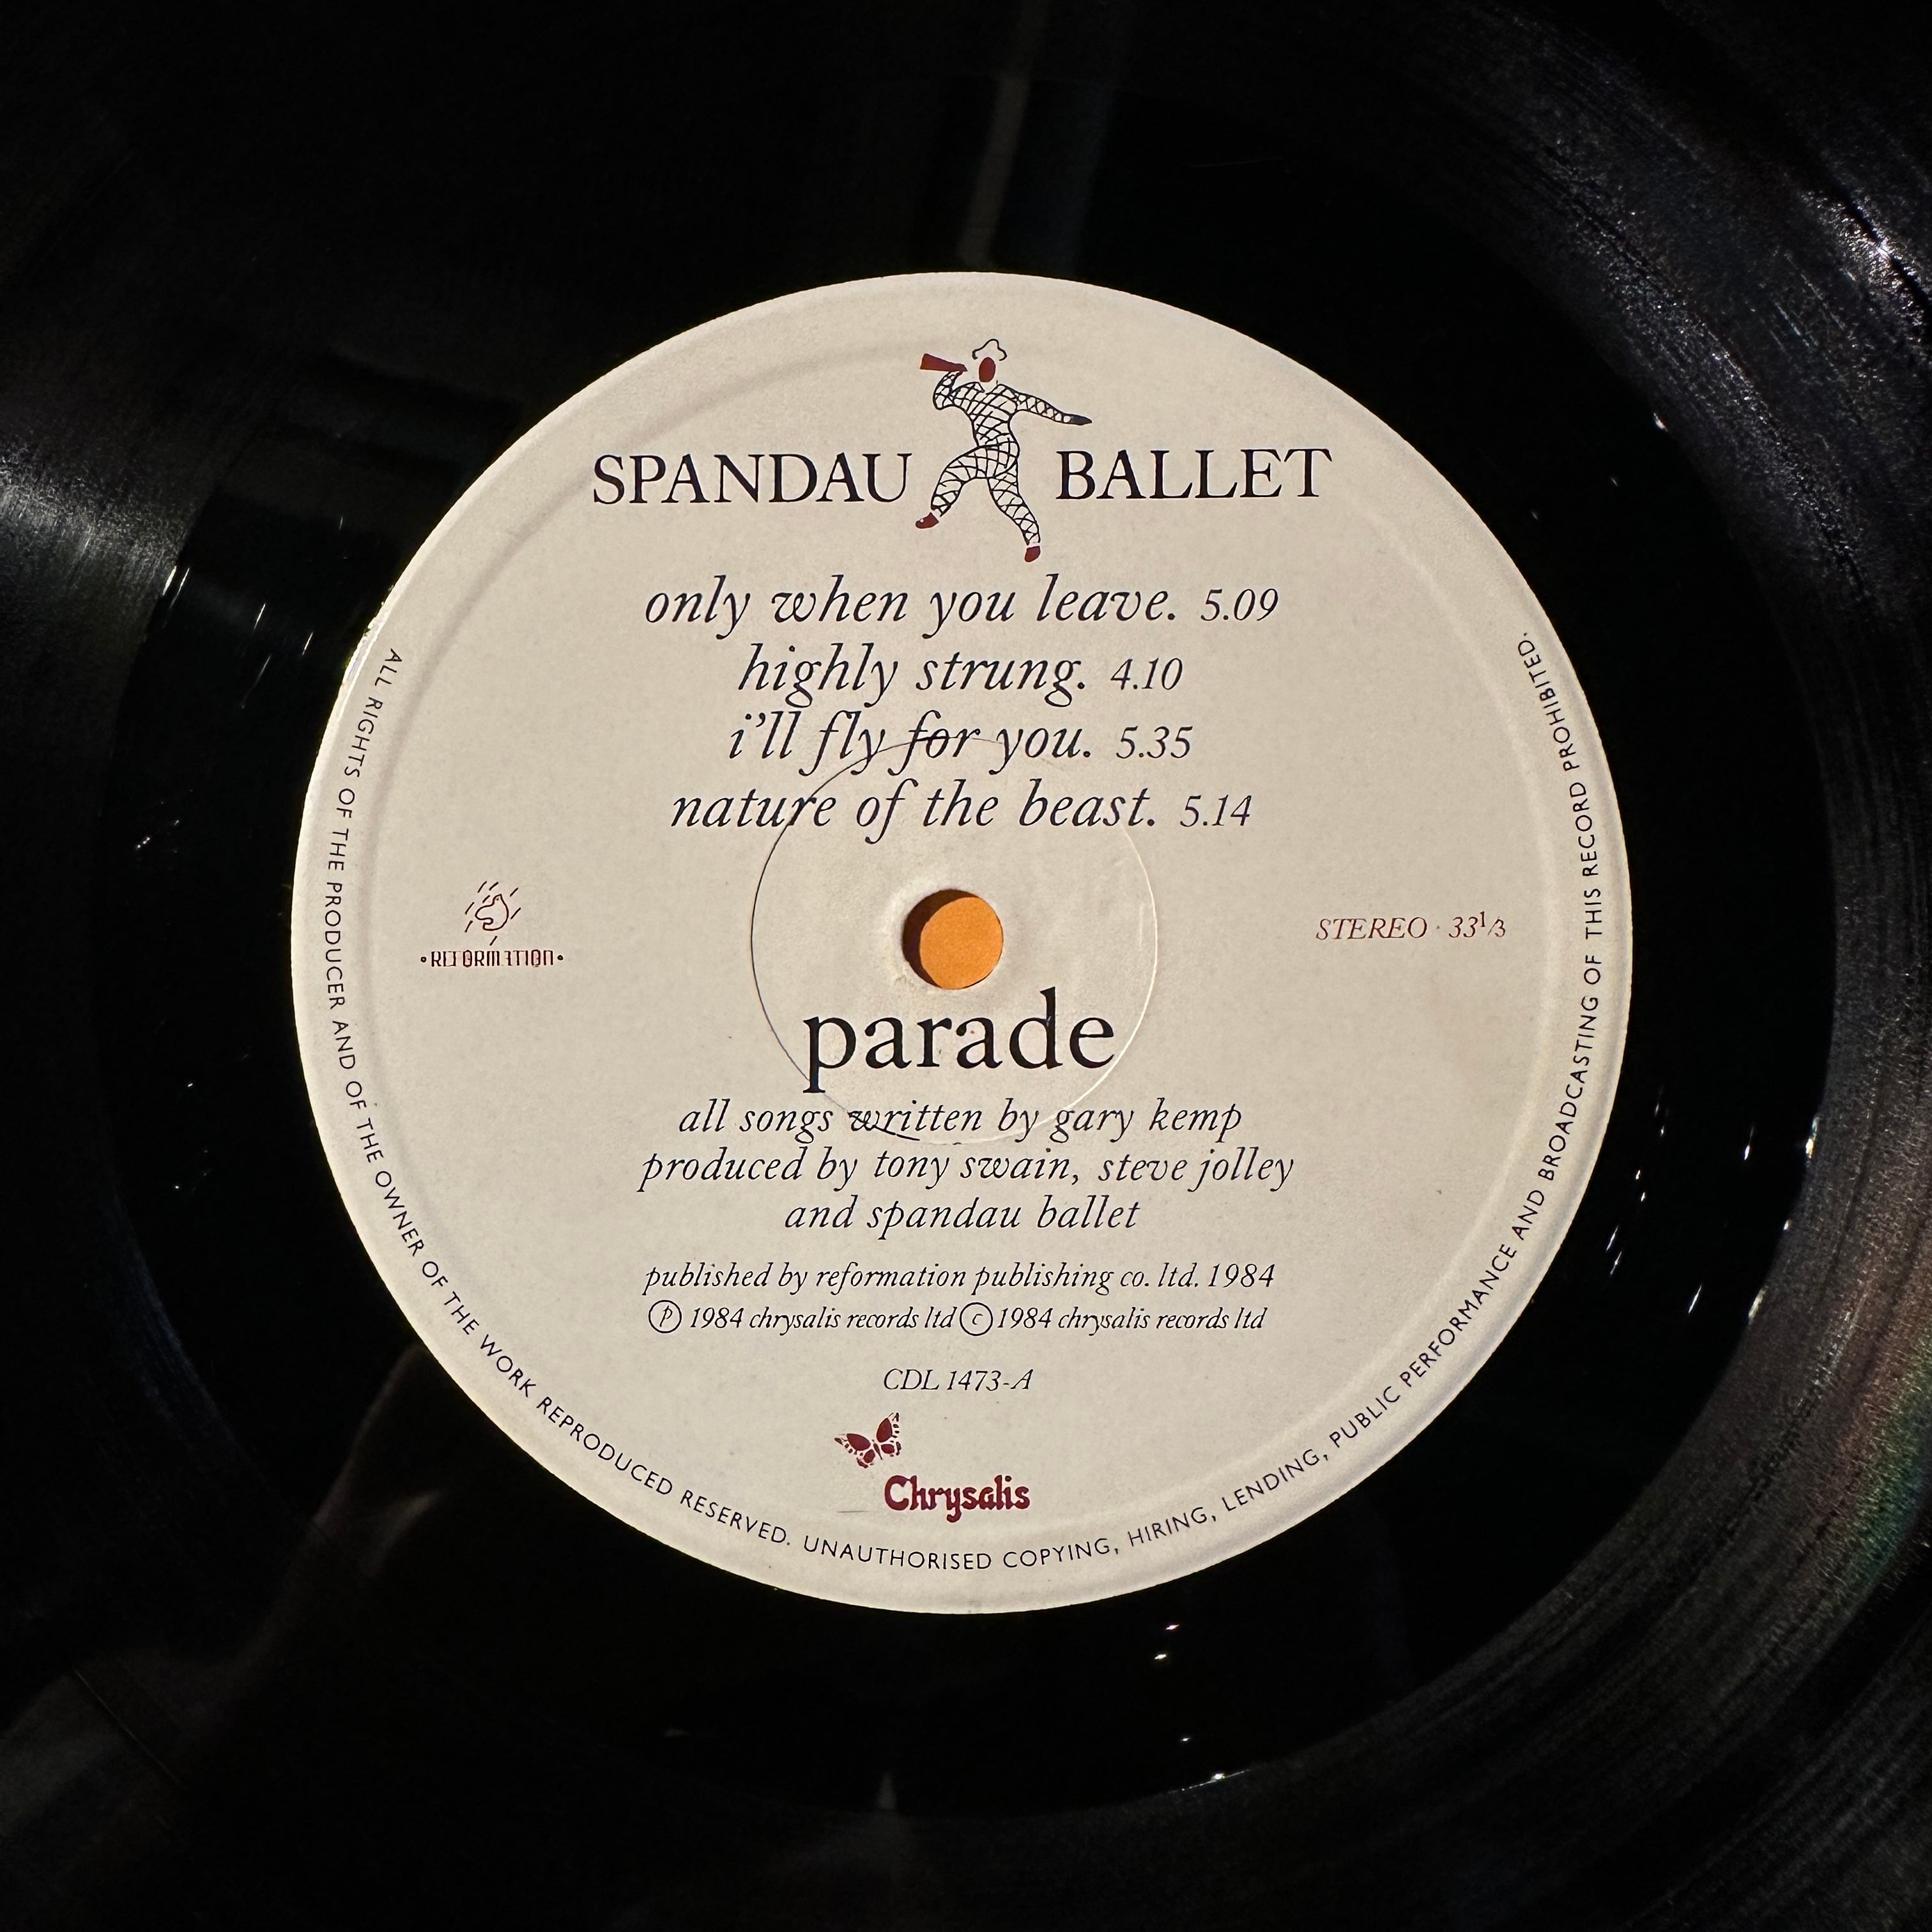 SPANDAU BALLET
only when you leave. 5.09
highly strung. 4.10
i'll fly for you. 5.35
nature of the beast. 5.14
•REFORMATION•
STEREO · 33⅓
parade
all songs written by gary kemp
produced by tony swain, steve jolley
and spandau ballet
published by reformation publishing co. ltd. 1984
Ⓟ 1984 chrysalis records ltd © 1984 chrysalis records ltd
CDL 1473-A
Chrysalis
ALL RIGHTS OF THE PRODUCER AND OF THE OWNER OF THE WORK REPRODUCED RESERVED. UNAUTHORISED COPYING, HIRING, LENDING, PUBLIC PERFORMANCE AND BROADCASTING OF THIS RECORD PROHIBITED.